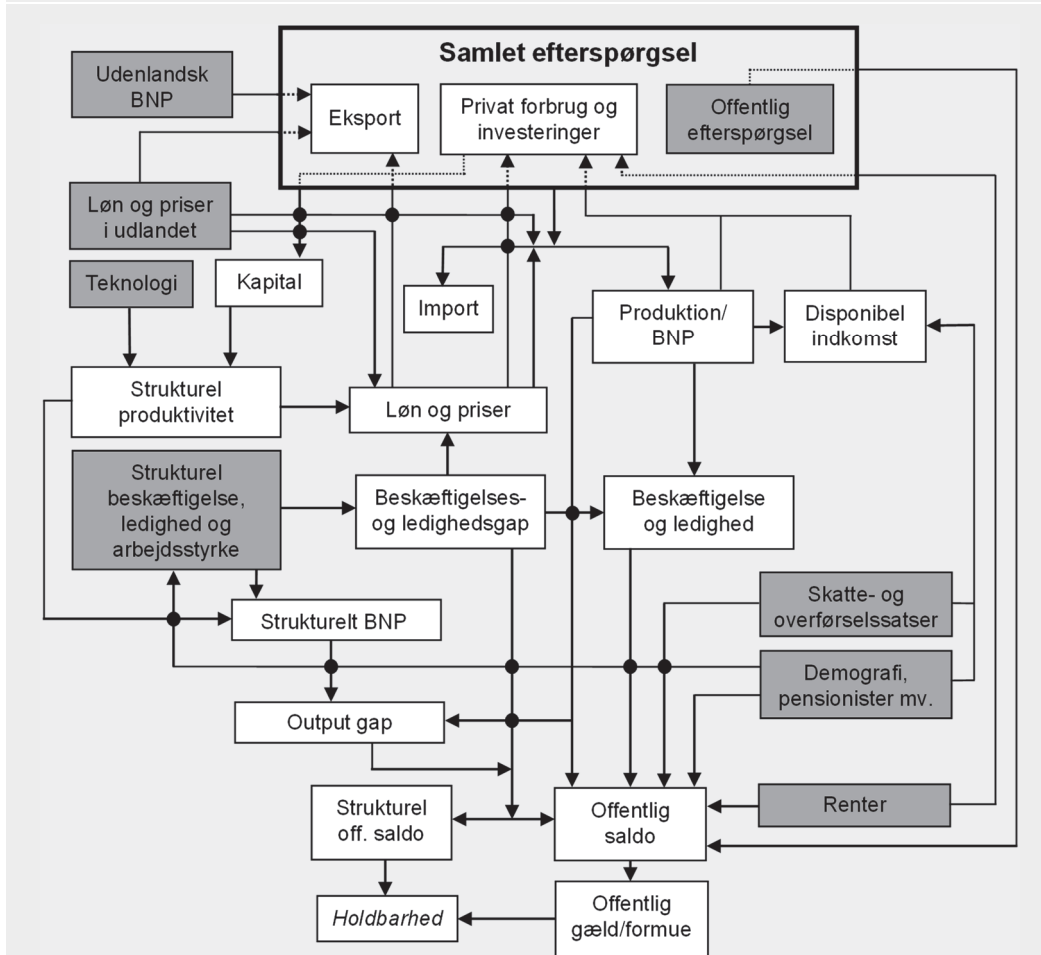 Samlet efterspørgsel
Udenlandsk
BNP
Eksport
Privat forbrug og
investeringer
Offentlig
efterspørgsel
Løn og priser
i udlandet
Teknologi
Kapital
Import
Produktion/
BNP
Disponibel
indkomst
Strukturel
produktivitet
Løn og priser
Strukturel
beskæftigelse,
ledighed og
arbejdsstyrke
Beskæftigelses-
og ledighedsgap
Beskæftigelse
og ledighed
Strukturelt BNP
Skatte- og
overførselssatser
Demografi,
pensionister mv.
Output gap
Strukturel
off. saldo
Offentlig
saldo
Renter
Holdbarhed
Offentlig
gæld/formue